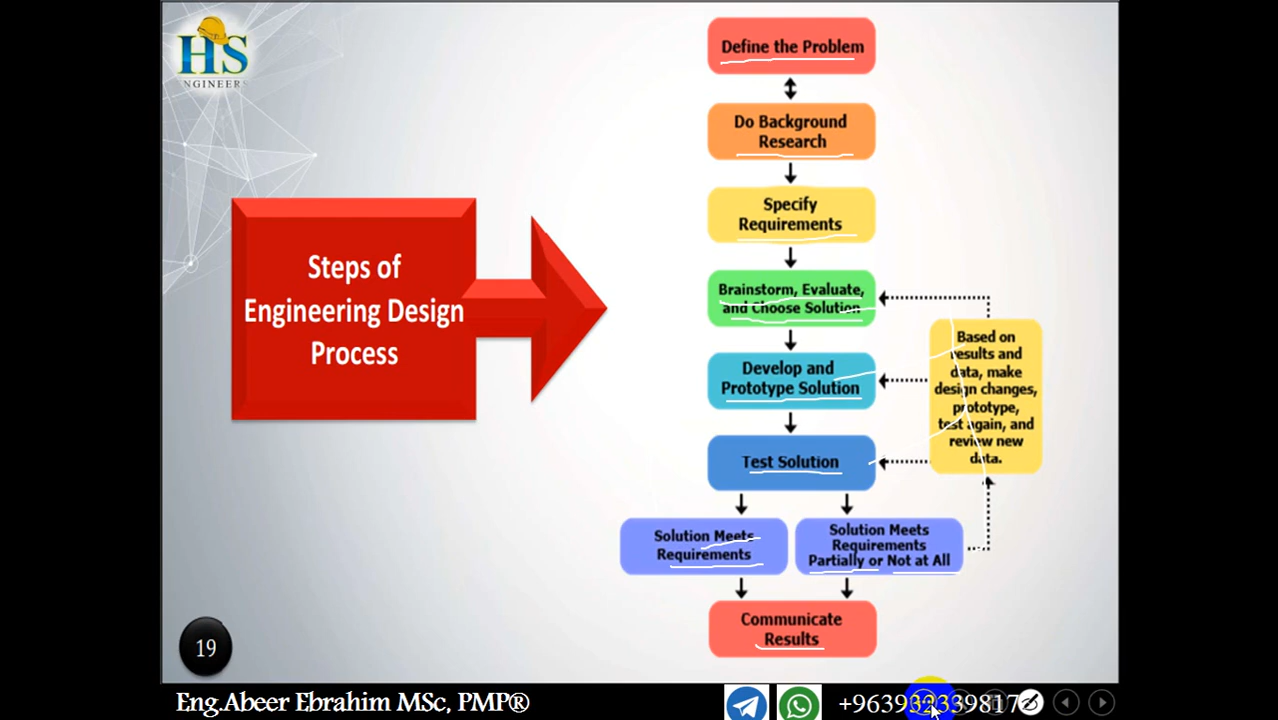 HS
ENGINEERS
Define the Problem
Do Background
Research
Specify
Requirements
Brainstorm, Evaluate,
and Choose Solution
Steps of
Engineering Design
Process
Develop and
Prototype Solution
Based on
results and
data, make
design changes,
prototype,
test again, and
review new
data.
Test Solution
Solution Meets
Requirements
Solution Meets
Requirements
Partially or Not at All
Communicate
Results
19
Eng.Abeer Ebrahim MSc, PMP®